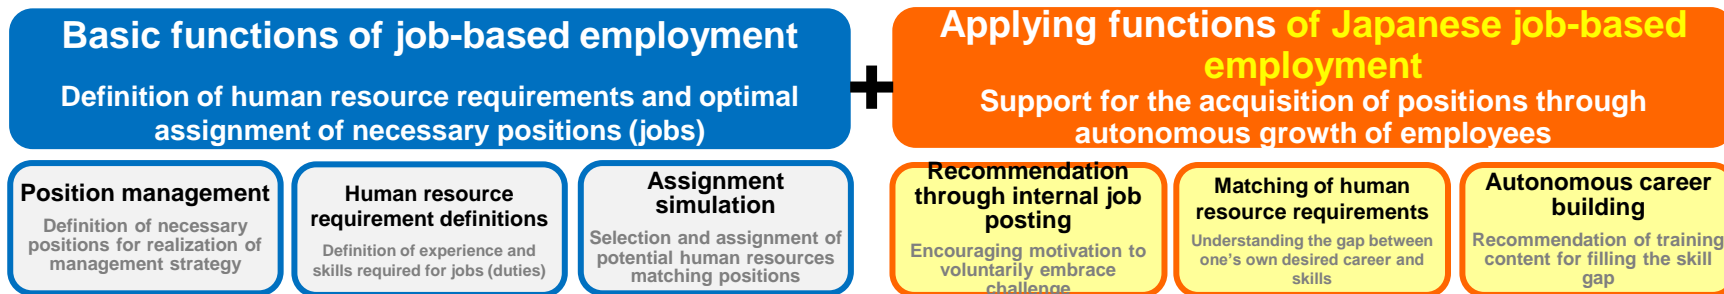 Basic functions of job-based employment
Definition of human resource requirements and optimal
assignment of necessary positions (jobs)
+
Applying functions of Japanese job-based
employment
Support for the acquisition of positions through
autonomous growth of employees
Position management
Definition of necessary
positions for realization of
management strategy
Human resource
requirement definitions
Definition of experience and
skills required for jobs (duties)
Assignment
simulation
Selection and assignment of
potential human resources
matching positions
Recommendation
through internal job
posting
Encouraging motivation to
voluntarily embrace
challenge
Matching of human
resource requirements
Understanding the gap between
one's own desired career and
skills
Autonomous career
building
Recommendation of training
content for filling the skill
gap